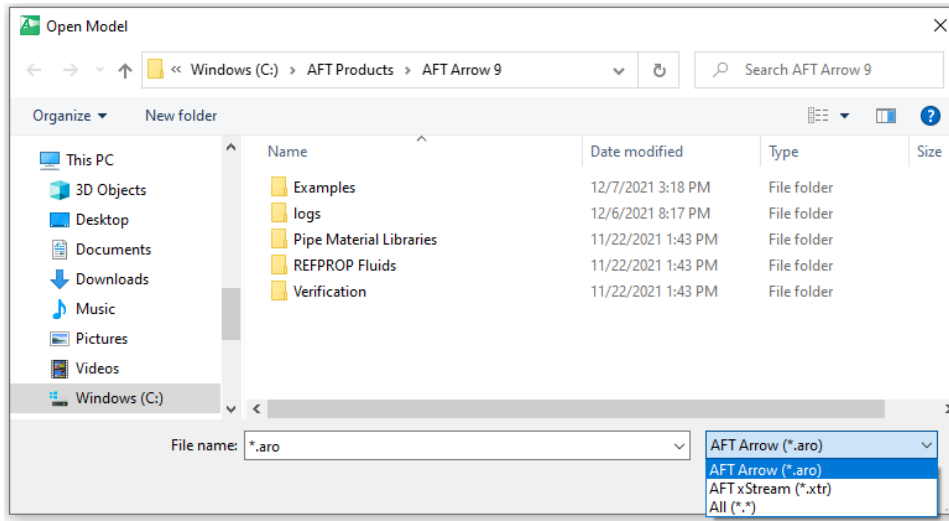 Open Model
« Windows (C:) › AFT Products › AFT Arrow 9
Search AFT Arrow 9
Organize
New folder
?
This PC
3D Objects
Desktop
Documents
Downloads
Music
Pictures
Videos
Windows (C:)
Name Date modified Type Size
Examples 12/7/2021 3:18 PM File folder
logs 12/6/2021 8:17 PM File folder
Pipe Material Libraries 11/22/2021 1:43 PM File folder
REFPROP Fluids 11/22/2021 1:43 PM File folder
Verification 11/22/2021 1:43 PM File folder
File name: *.aro
AFT Arrow (*.aro)
AFT Arrow (*.aro)
AFT xStream (*.xtr)
All (*.*)